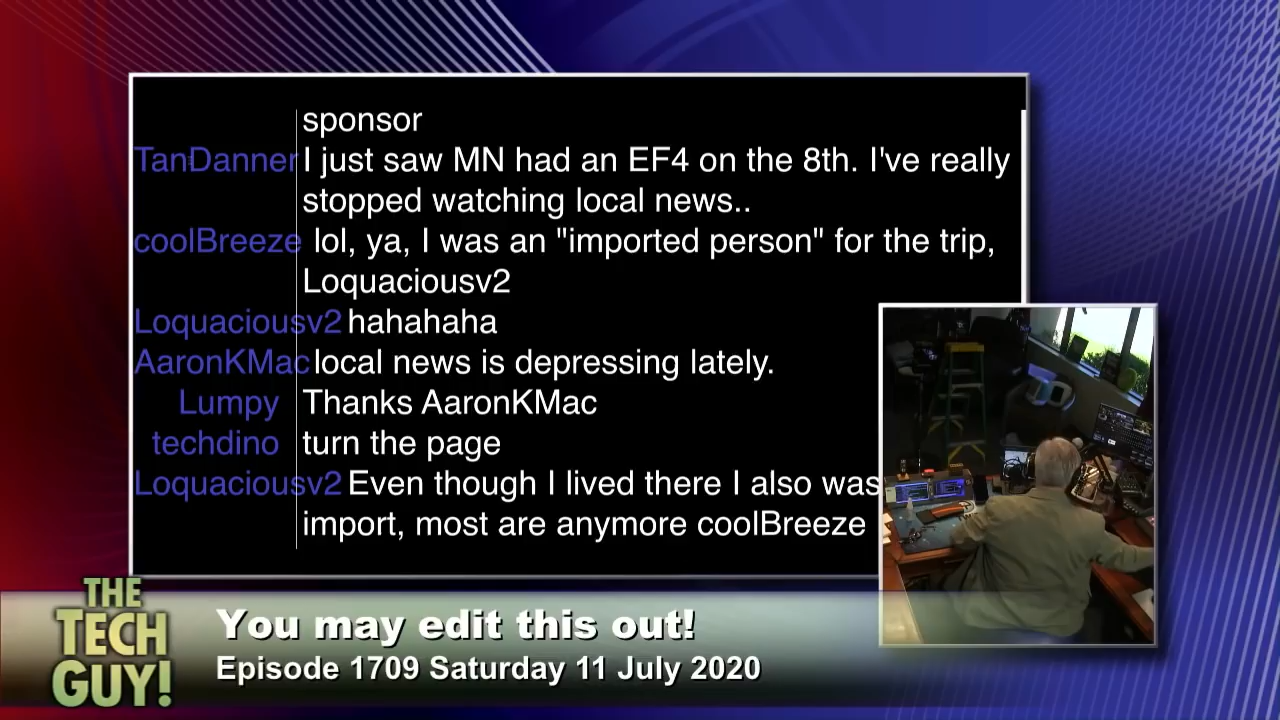 sponsor
TanDanner I just saw MN had an EF4 on the 8th. I've really
stopped watching local news..
coolBreeze lol, ya, I was an "imported person" for the trip,
Loquaciousv2
Loquaciousv2 hahahaha
AaronKMac local news is depressing lately.
Lumpy Thanks AaronKMac
techdino turn the page
Loquaciousv2 Even though I lived there I also was
import, most are anymore coolBreeze
THE
TECH
GUY!
You may edit this out!
Episode 1709 Saturday 11 July 2020